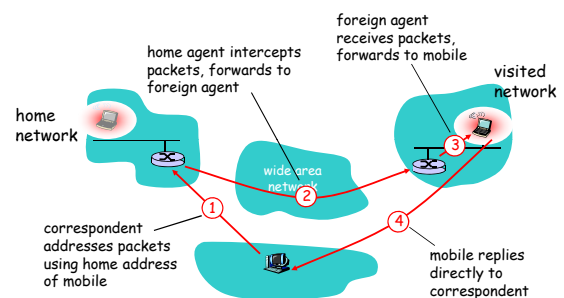 foreign agent
receives packets,
forwards to mobile
home agent intercepts
packets, forwards to
foreign agent
visited
network
home
network
3
wide area
network
2
1
4
correspondent
addresses packets
using home address
of mobile
mobile replies
directly to
correspondent